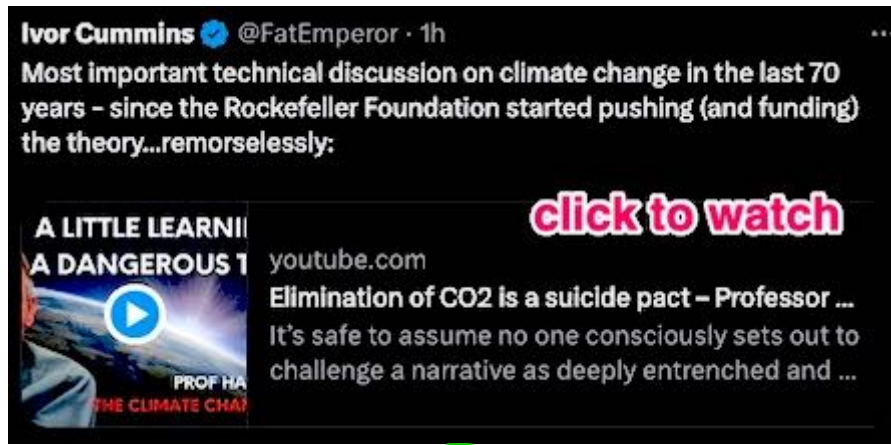 Ivor Cummins @FatEmperor · 1h
Most important technical discussion on climate change in the last 70
years – since the Rockefeller Foundation started pushing (and funding)
the theory...remorselessly:
click to watch
A LITTLE LEARNI
A DANGEROUS T
PROF HA
THE CLIMATE CHA
youtube.com
Elimination of CO2 is a suicide pact – Professor ...
It's safe to assume no one consciously sets out to
challenge a narrative as deeply entrenched and ...